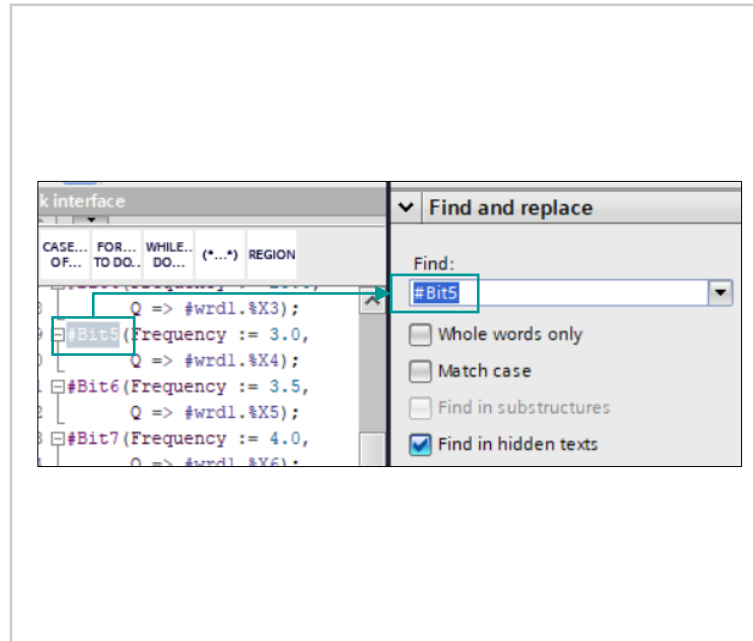 k interface
CASE... OF...
FOR... TO DO..
WHILE.. DO...
(*...*)
REGION
Q => #wrd1.%X3);
#Bit5(Frequency := 3.0,
Q => #wrd1.%X4);
#Bit6(Frequency := 3.5,
Q => #wrd1.%X5);
#Bit7(Frequency := 4.0,
Q => #wrd1.%X6);
Find and replace
Find:
#Bit5
Whole words only
Match case
Find in substructures
Find in hidden texts